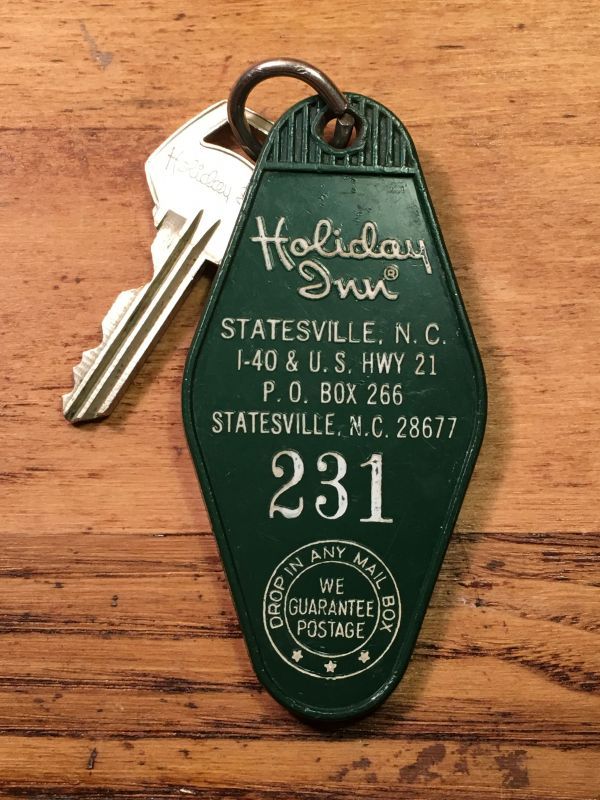 Holiday
Holiday
Inn®
STATESVILLE, N. C.
I-40 & U.S. HWY 21
P. O. BOX 266
STATESVILLE, N.C. 28677
231
DROP IN ANY MAIL BOX
WE
GUARANTEE
POSTAGE